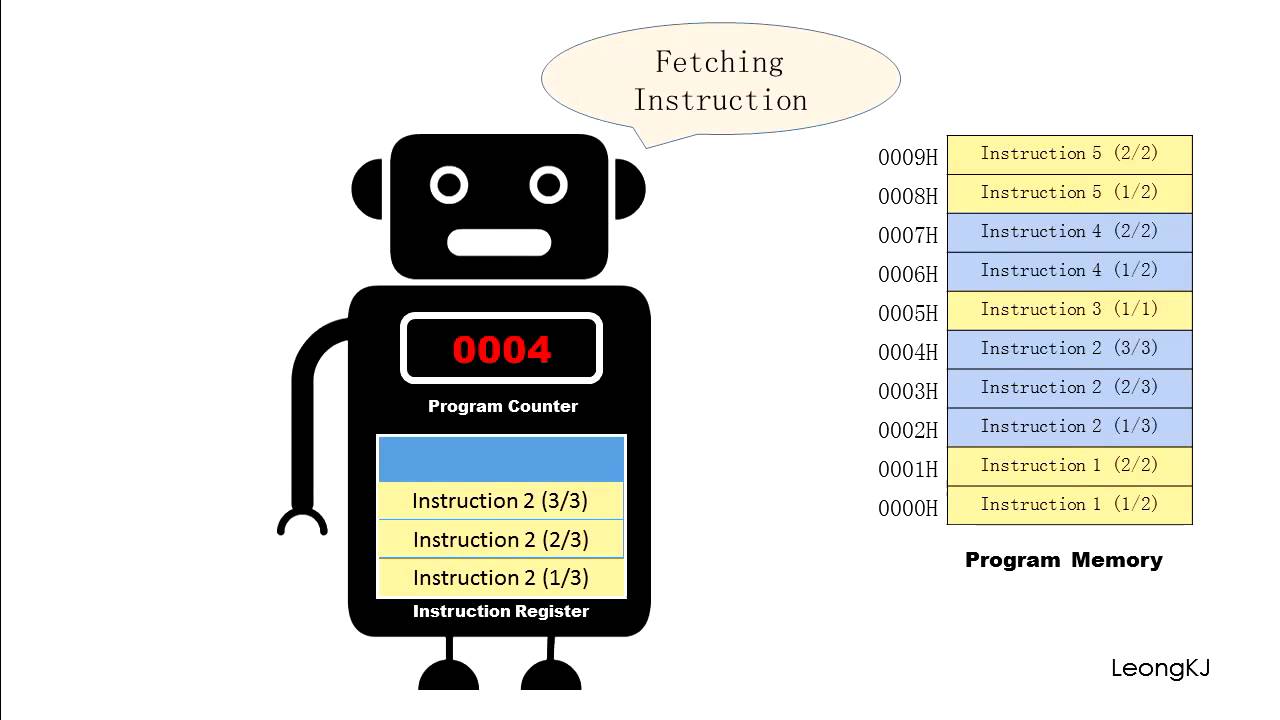 Fetching
Instruction
0004
Program Counter
Instruction 2 (3/3)
Instruction 2 (2/3)
Instruction 2 (1/3)
Instruction Register
0009H Instruction 5 (2/2)
0008H Instruction 5 (1/2)
0007H Instruction 4 (2/2)
0006H Instruction 4 (1/2)
0005H Instruction 3 (1/1)
0004H Instruction 2 (3/3)
0003H Instruction 2 (2/3)
0002H Instruction 2 (1/3)
0001H Instruction 1 (2/2)
0000H Instruction 1 (1/2)
Program Memory
LeongKJ